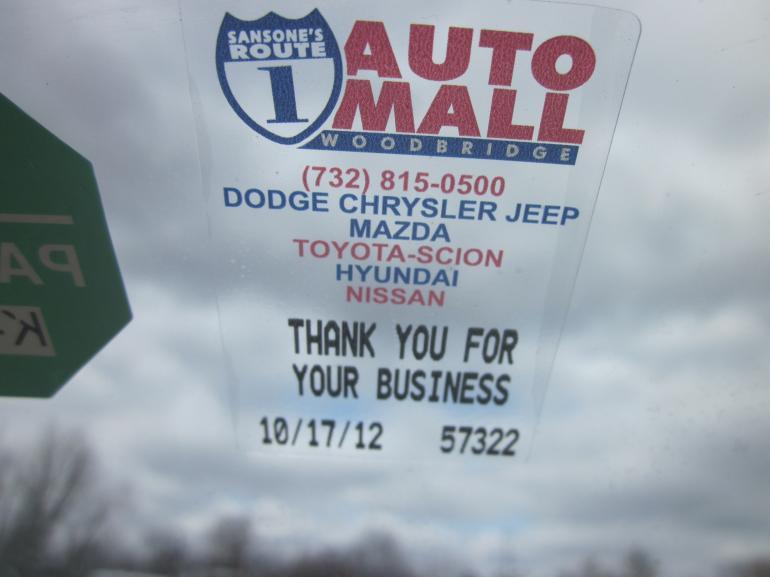 SANSONE'S
ROUTE
1
AUTO
MALL
WOODBRIDGE
(732) 815-0500
DODGE CHRYSLER JEEP
MAZDA
TOYOTA-SCION
HYUNDAI
NISSAN
THANK YOU FOR
YOUR BUSINESS
10/17/12 57322
PA